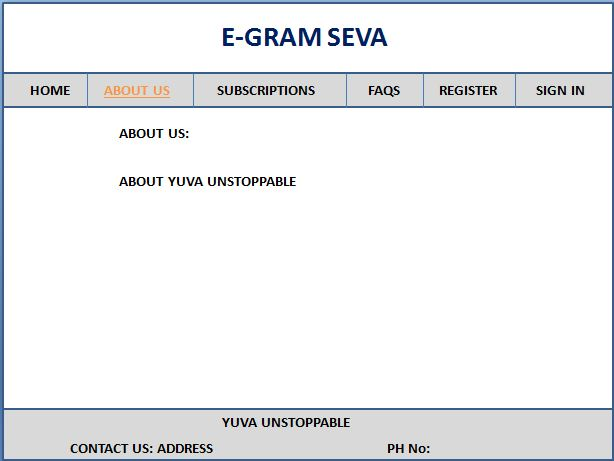 E-GRAM SEVA
HOME ABOUT US SUBSCRIPTIONS FAQS REGISTER SIGN IN
ABOUT US:
ABOUT YUVA UNSTOPPABLE
YUVA UNSTOPPABLE
CONTACT US: ADDRESS PH No: